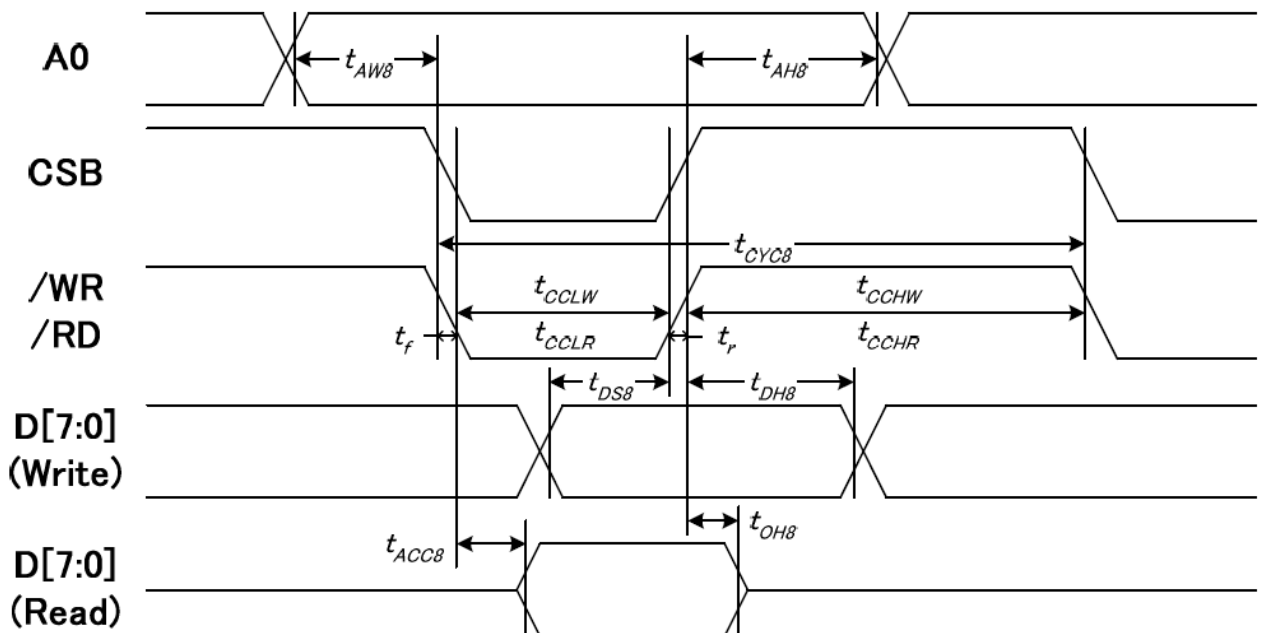 A0
t_AW8
t_AH8
CSB
t_CYC8
/WR
/RD
t_CCLW
t_CCHW
t_f
t_CCLR
t_r
t_CCHR
t_DS8
t_DH8
D[7:0]
(Write)
t_OH8
t_ACC8
D[7:0]
(Read)